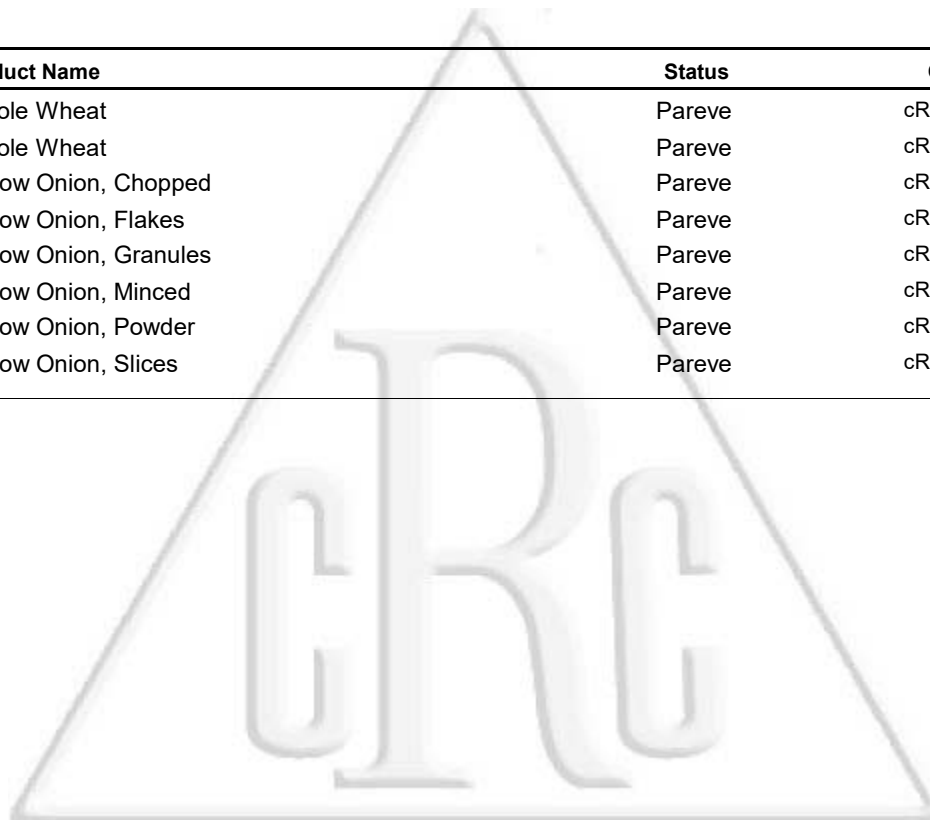 duct Name Status
ole Wheat Pareve cR
ole Wheat Pareve cR
ow Onion, Chopped Pareve cR
ow Onion, Flakes Pareve cR
ow Onion, Granules Pareve cR
ow Onion, Minced Pareve cR
ow Onion, Powder Pareve cR
ow Onion, Slices Pareve cR
cRc